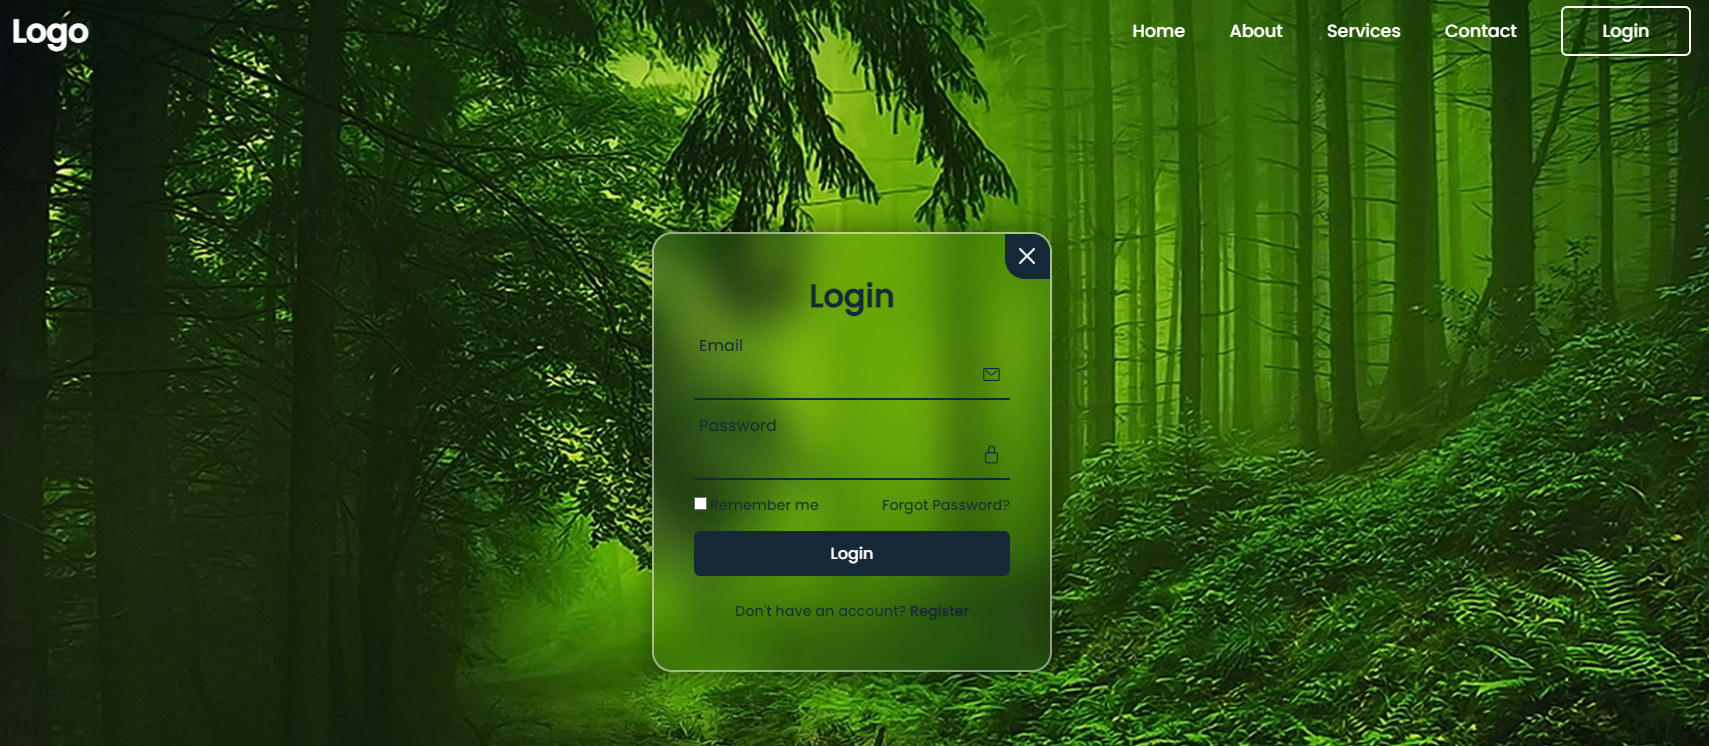 Logo
Home About Services Contact Login
Login
Email
Password
Remember me Forgot Password?
Login
Don't have an account? Register